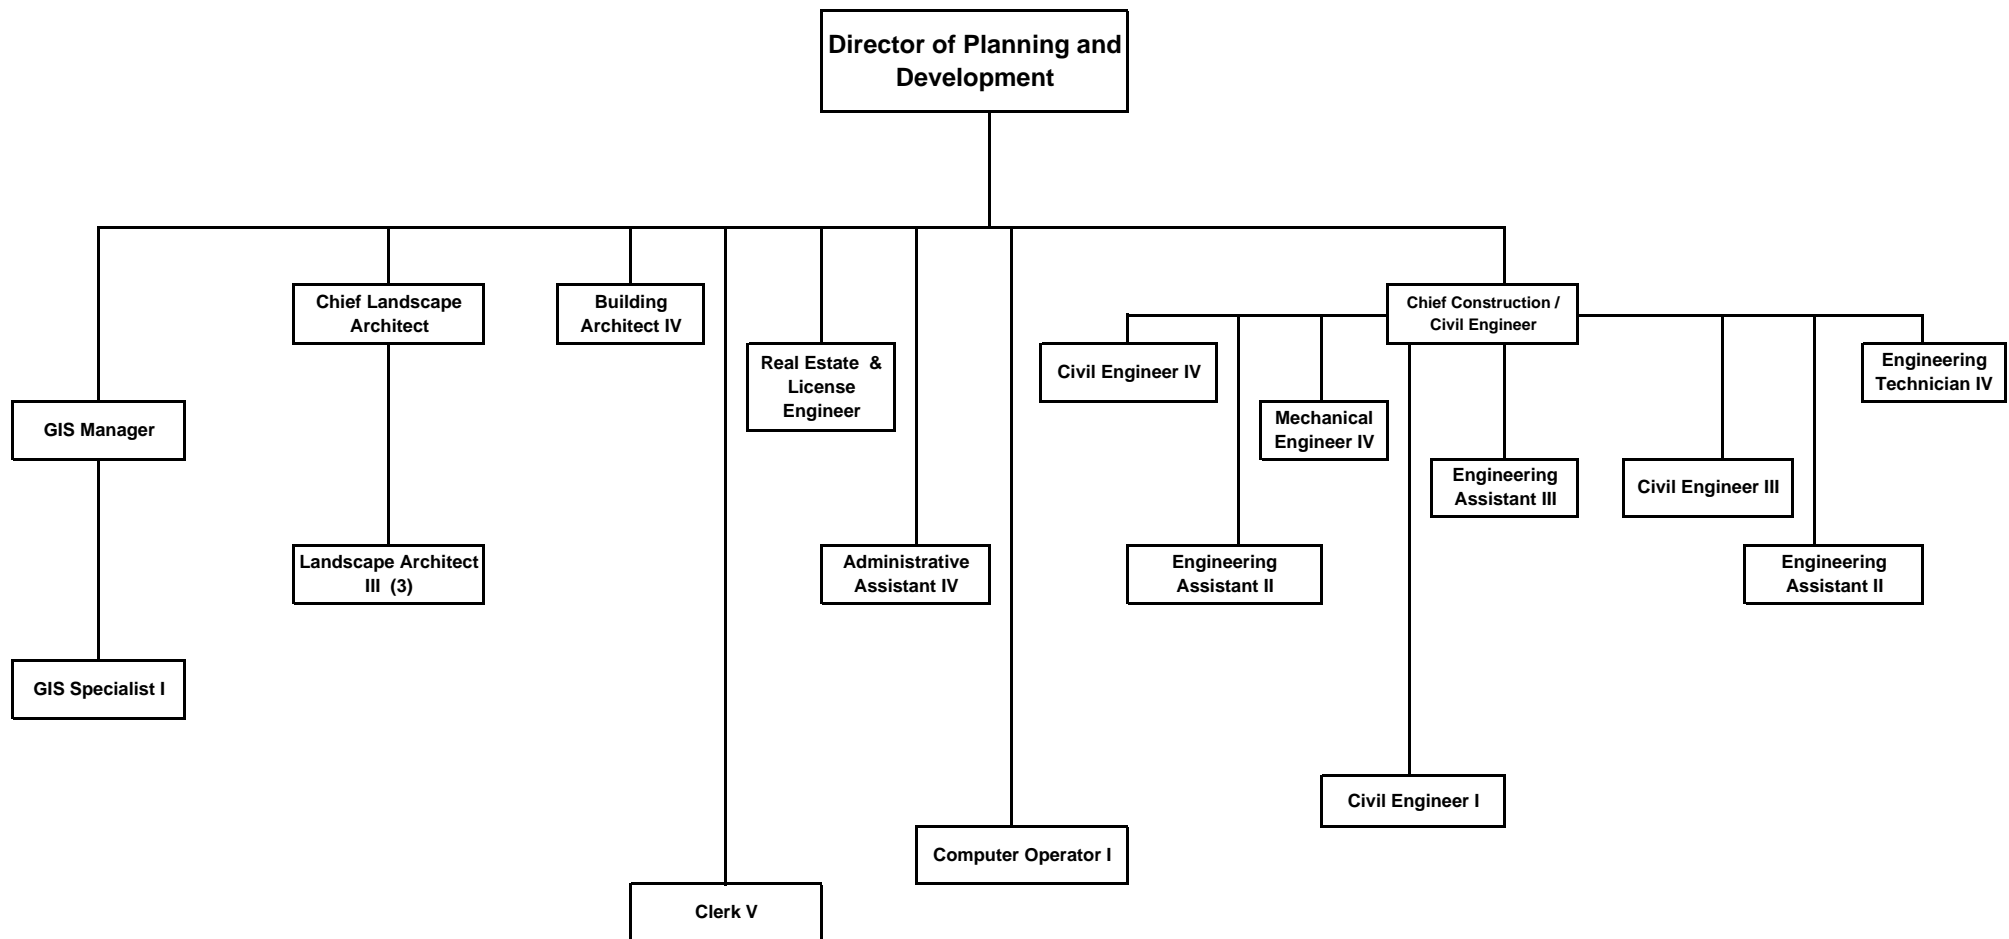 Director of Planning and
Development
Chief Landscape
Architect
Building
Architect IV
Chief Construction /
Civil Engineer
Real Estate & 
License
Engineer
Civil Engineer IV
Engineering
Technician IV
GIS Manager
Mechanical
Engineer IV
Engineering
Assistant III
Civil Engineer III
Landscape Architect
III (3)
Administrative
Assistant IV
Engineering
Assistant II
Engineering
Assistant II
GIS Specialist I
Civil Engineer I
Computer Operator I
Clerk V